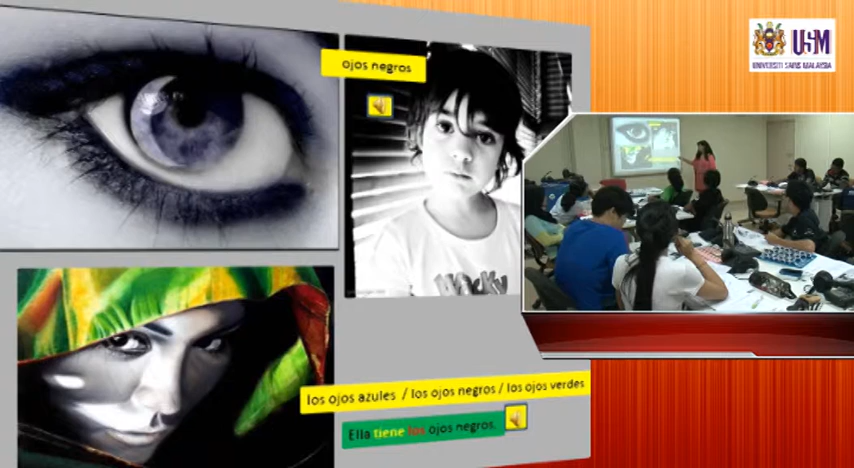 ojos negros
USM
UNIVERSITI SAINS MALAYSIA
los ojos azules / los ojos negros / los ojos verdes
Ella tiene los ojos negros.